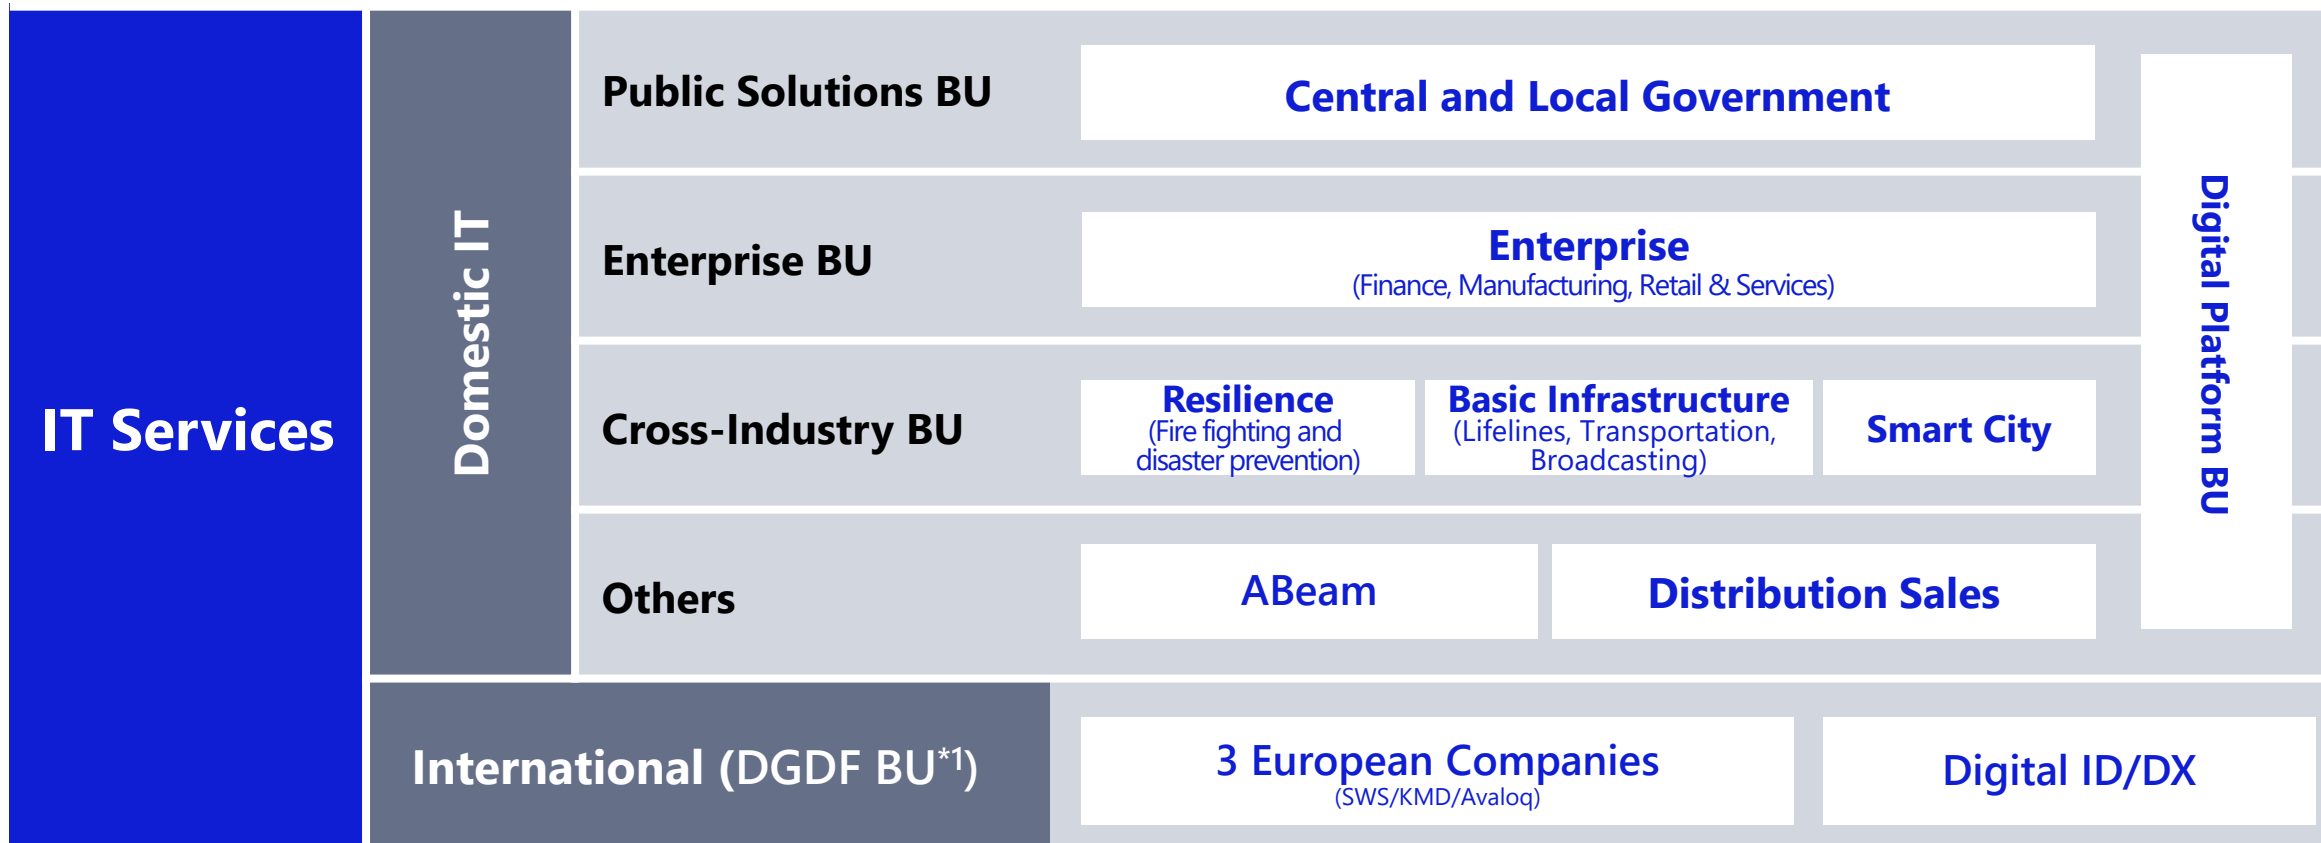 IT Services
Domestic IT
Public Solutions BU
Central and Local Government
Enterprise BU
Enterprise
(Finance, Manufacturing, Retail & Services)
Cross-Industry BU
Resilience
(Fire fighting and
disaster prevention)
Basic Infrastructure
(Lifelines, Transportation,
Broadcasting)
Smart City
Others
ABeam
Distribution Sales
Digital Platform BU
International (DGDF BU*1)
3 European Companies
(SWS/KMD/Avaloq)
Digital ID/DX